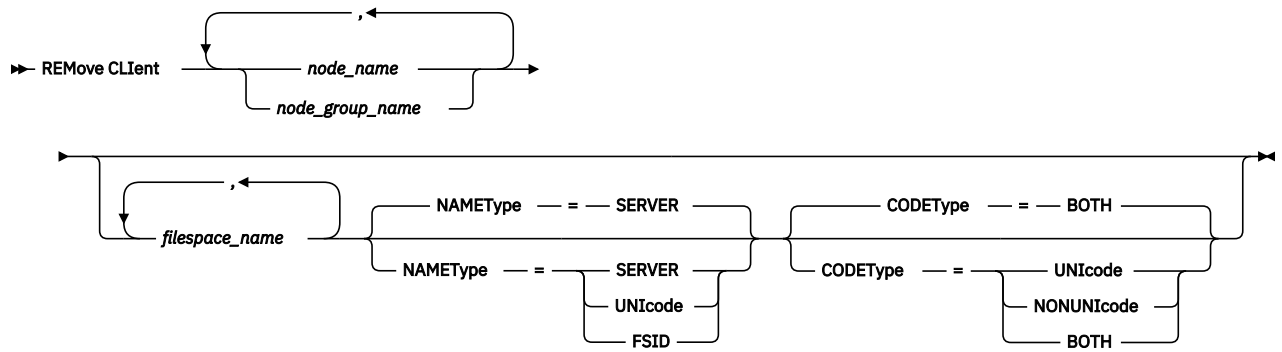 ,
REMove CLIent node_name
node_group_name
,
NAMEType = SERVER CODEType = BOTH
filespace_name
NAMEType = SERVER CODEType = UNIcode
UNIcode NONUNIcode
FSID BOTH